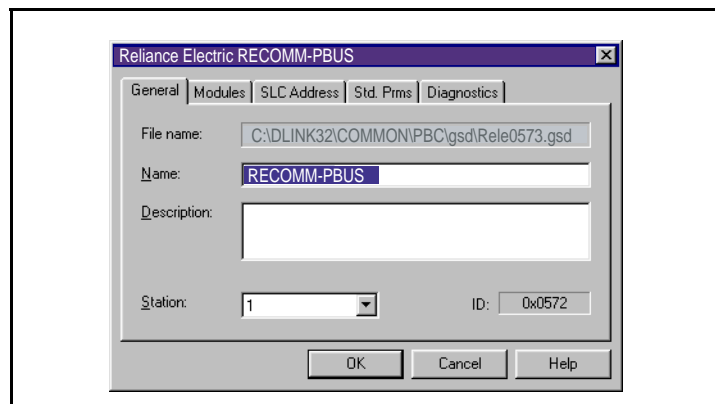 Reliance Electric RECOMM-PBUS
General Modules SLC Address Std. Prms Diagnostics
File name: C:\DLINK32\COMMON\PBC\gsd\Rele0573.gsd
Name: RECOMM-PBUS
Description:
Station: 1 ID: 0x0572
OK Cancel Help